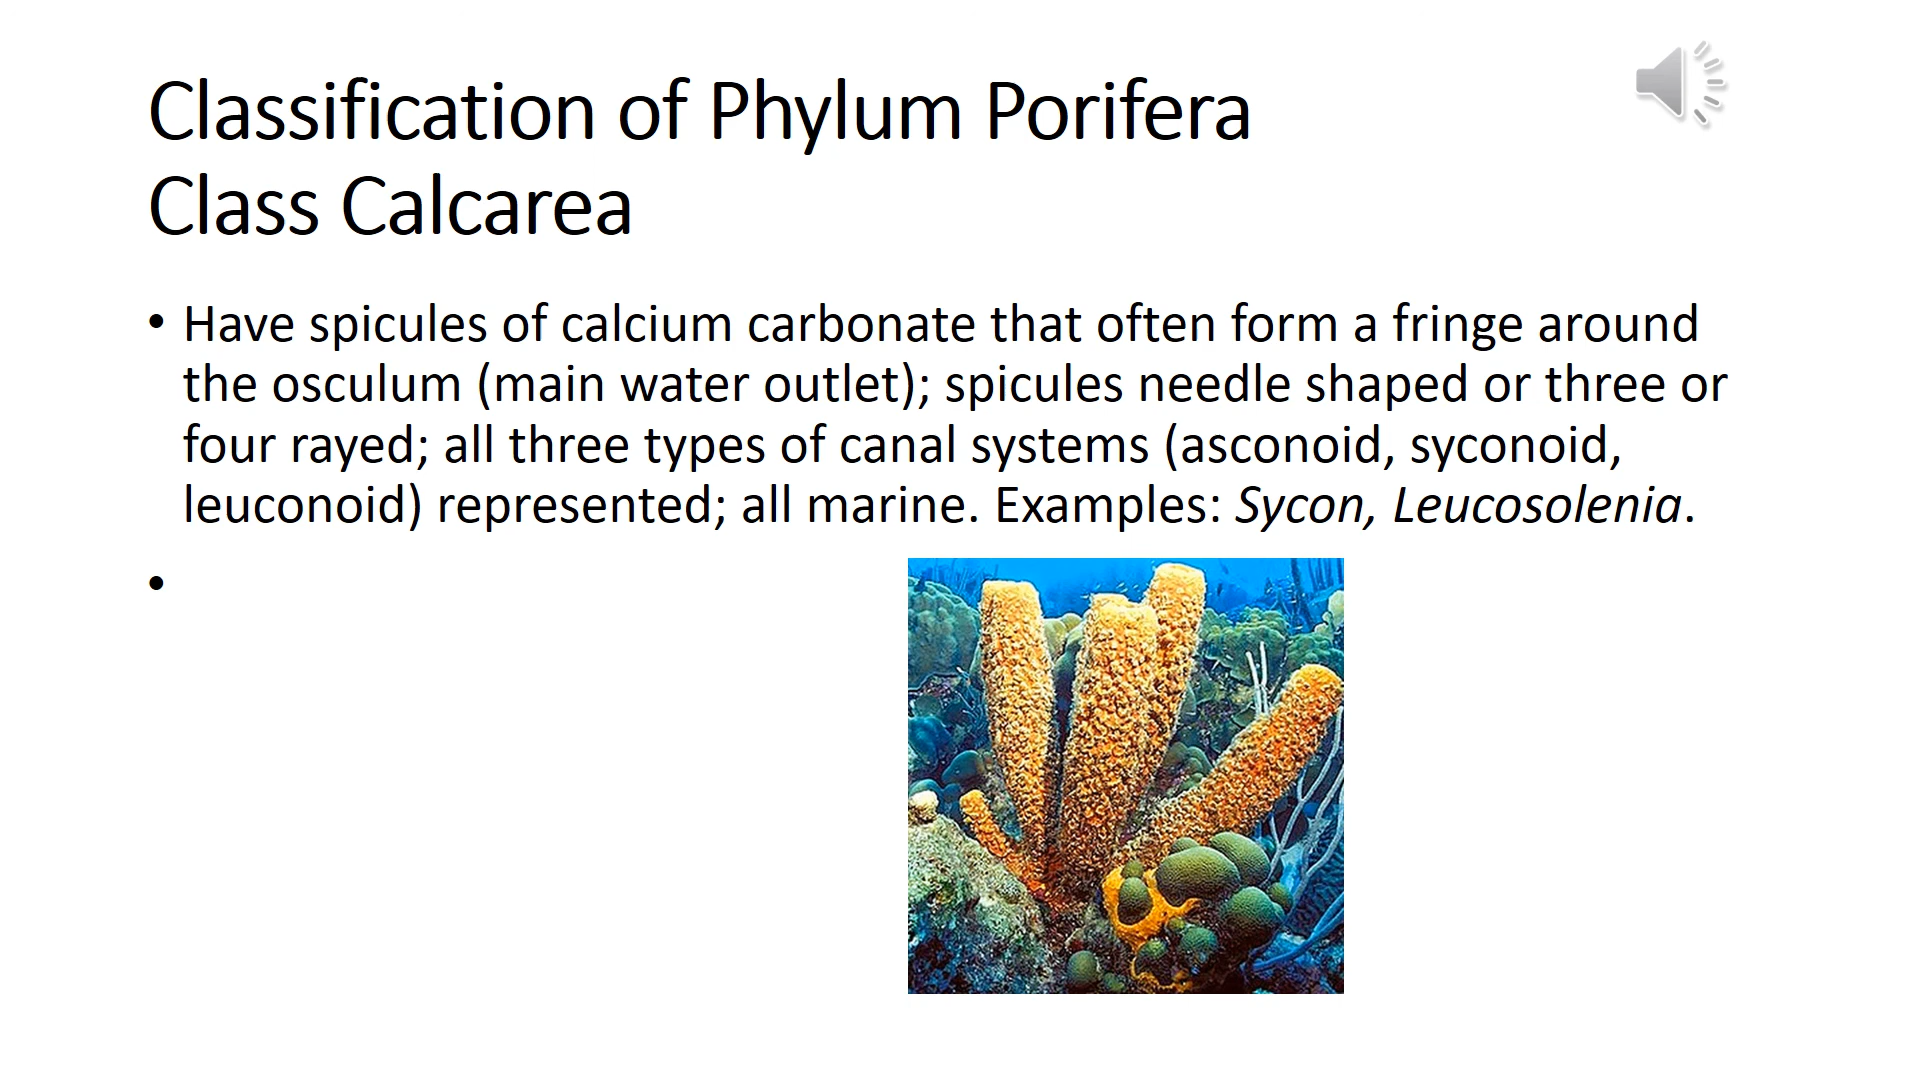 Classification of Phylum Porifera
Class Calcarea
• Have spicules of calcium carbonate that often form a fringe around
the osculum (main water outlet); spicules needle shaped or three or
four rayed; all three types of canal systems (asconoid, syconoid,
leuconoid) represented; all marine. Examples: Sycon, Leucosolenia.
•